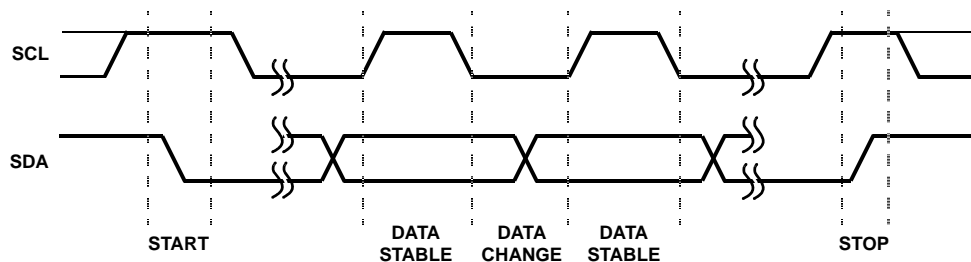 SCL
SDA
START
DATA
STABLE
DATA
CHANGE
DATA
STABLE
STOP